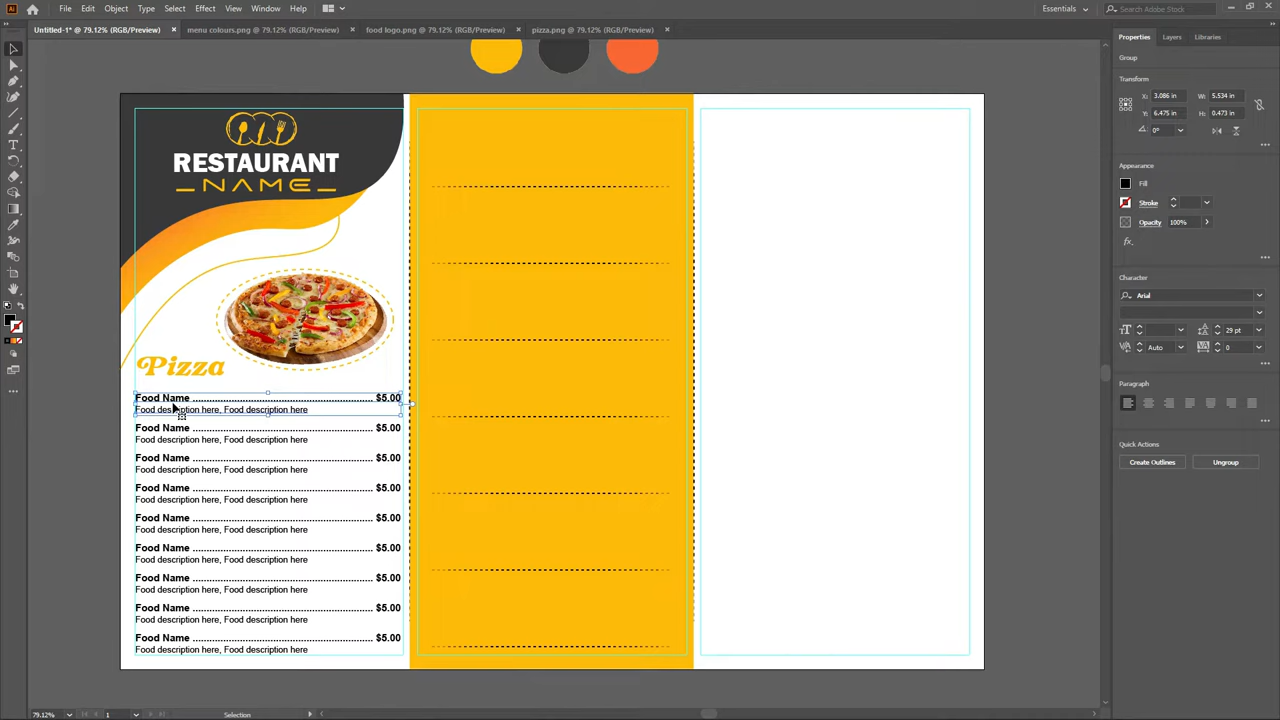 File Edit Object Type Select Effect View Window Help
Essentials
Search Adobe Stock
Untitled-1* @ 79.12% (RGB/Preview)
menu colours.png @ 79.12% (RGB/Preview)
food logo.png @ 79.12% (RGB/Preview)
pizza.png @ 79.12% (RGB/Preview)
Properties Layers Libraries
Group
Transform
X: 3.086 in W: 5.534 in
Y: 6.475 in H: 0.473 in
0°
Appearance
Fill
Stroke
Opacity 100%
fx.
Character
Arial
29 pt
Auto 0
Paragraph
Quick Actions
Create Outlines Ungroup
RESTAURANT
NAME
Pizza
Food Name ............................................................ $5.00
Food description here, Food description here
Food Name ............................................................ $5.00
Food description here, Food description here
Food Name ............................................................ $5.00
Food description here, Food description here
Food Name ............................................................ $5.00
Food description here, Food description here
Food Name ............................................................ $5.00
Food description here, Food description here
Food Name ............................................................ $5.00
Food description here, Food description here
Food Name ............................................................ $5.00
Food description here, Food description here
Food Name ............................................................ $5.00
Food description here, Food description here
Food Name ............................................................ $5.00
Food description here, Food description here
79.12% 1 Selection